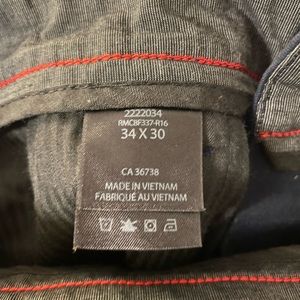 2222034
RMCBF337-R16
34 X 30
CA 36738
MADE IN VIETNAM
FABRIQUÉ AU VIETNAM